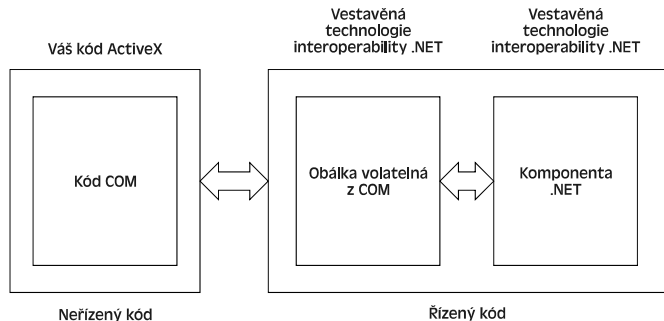 Váš kód ActiveX
Vestavěná
technologie
interoperability .NET
Vestavěná
technologie
interoperability .NET
Kód COM
Obálka volatelná
z COM
Komponenta
.NET
Neřízený kód
Řízený kód